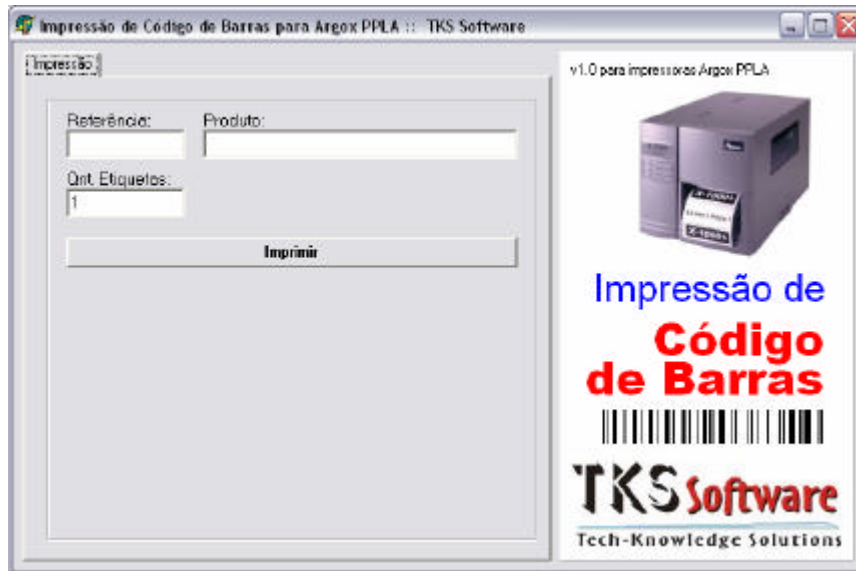 Impressão de Código de Barras para Argox PPLA :: TKS Software
Impressão
v1.0 para impressoras Argox PPLA
Referência:
Produto:
Qnt. Etiquetas:
1
Imprimir
Impressão de
Código
de Barras
TKS Software
Tech-Knowledge Solutions